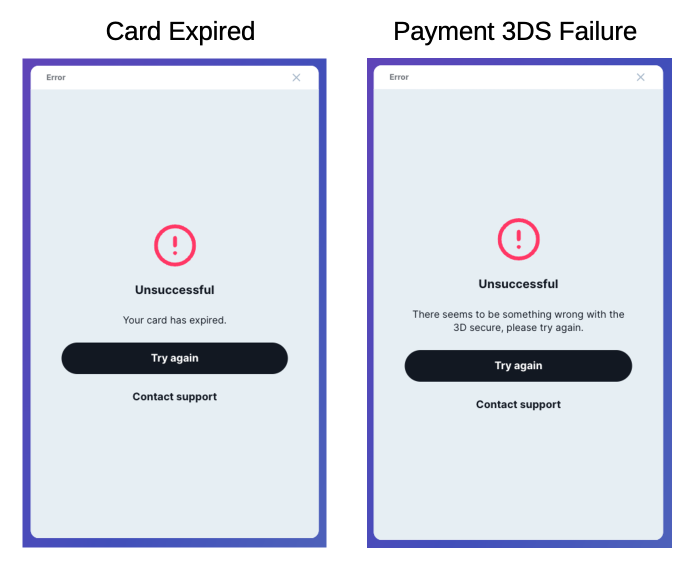 Card Expired
Error
Unsuccessful
Your card has expired.
Try again
Contact support
Payment 3DS Failure
Error
Unsuccessful
There seems to be something wrong with the
3D secure, please try again.
Try again
Contact support